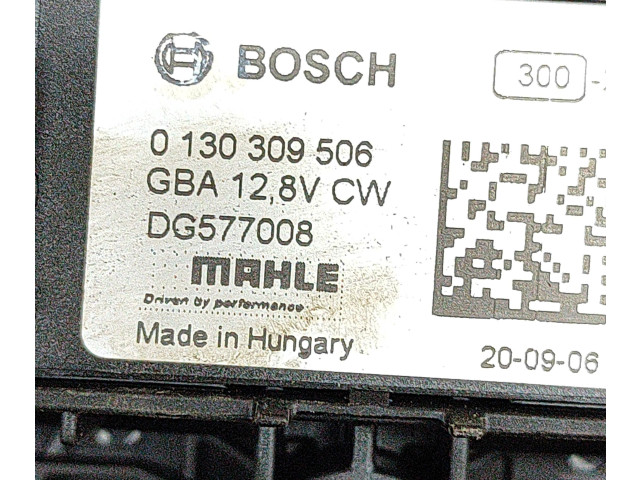 BOSCH 300
0 130 309 506
GBA 12,8V CW
DG577008
MAHLE
Driven by performance
Made in Hungary
20-09-06